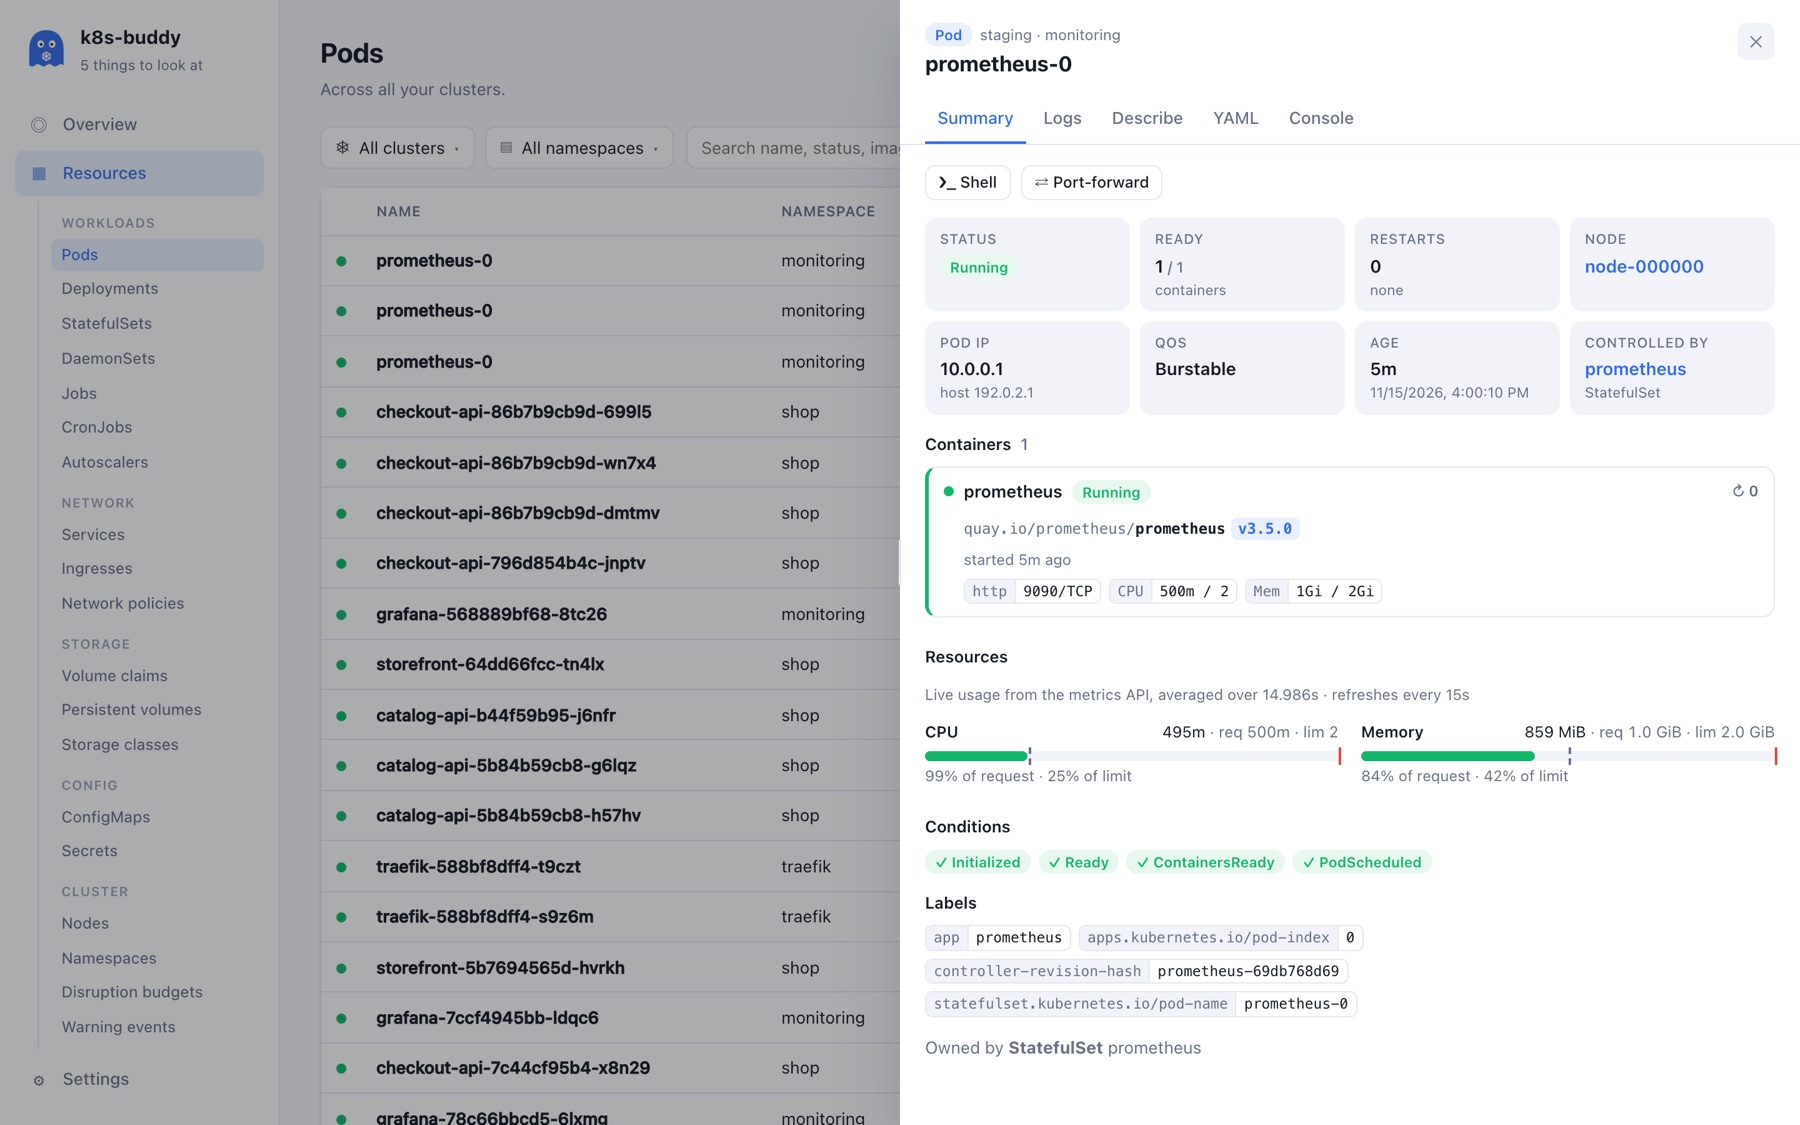 k8s-buddy
5 things to look at
Overview
Resources
WORKLOADS
Pods
Deployments
StatefulSets
DaemonSets
Jobs
CronJobs
Autoscalers
NETWORK
Services
Ingresses
Network policies
STORAGE
Volume claims
Persistent volumes
Storage classes
CONFIG
ConfigMaps
Secrets
CLUSTER
Nodes
Namespaces
Disruption budgets
Warning events
Settings
Pods
Across all your clusters.
All clusters
All namespaces
Search name, status, ima
NAME NAMESPACE
prometheus-0 monitoring
prometheus-0 monitoring
prometheus-0 monitoring
checkout-api-86b7b9cb9d-699l5 shop
checkout-api-86b7b9cb9d-wn7x4 shop
checkout-api-86b7b9cb9d-dmtmv shop
checkout-api-796d854b4c-jnptv shop
grafana-568889bf68-8tc26 monitoring
storefront-64dd66fcc-tn4lx shop
catalog-api-b44f59b95-j6nfr shop
catalog-api-5b84b59cb8-g6lqz shop
catalog-api-5b84b59cb8-h57hv shop
traefik-588bf8dff4-t9czt traefik
traefik-588bf8dff4-s9z6m traefik
storefront-5b7694565d-hvrkh shop
grafana-7ccf4945bb-ldqc6 monitoring
checkout-api-7c44cf95b4-x8n29 shop
grafana-78c66bbcd5-6lxmg monitoring
Pod staging · monitoring
prometheus-0
Summary Logs Describe YAML Console
Shell
Port-forward
STATUS
Running
READY
1 / 1
containers
RESTARTS
0
none
NODE
node-000000
POD IP
10.0.0.1
host 192.0.2.1
QOS
Burstable
AGE
5m
11/15/2026, 4:00:10 PM
CONTROLLED BY
prometheus
StatefulSet
Containers 1
prometheus Running ↻ 0
quay.io/prometheus/prometheus v3.5.0
started 5m ago
http 9090/TCP CPU 500m / 2 Mem 1Gi / 2Gi
Resources
Live usage from the metrics API, averaged over 14.986s · refreshes every 15s
CPU 495m · req 500m · lim 2
99% of request · 25% of limit
Memory 859 MiB · req 1.0 GiB · lim 2.0 GiB
84% of request · 42% of limit
Conditions
✓ Initialized ✓ Ready ✓ ContainersReady ✓ PodScheduled
Labels
app prometheus apps.kubernetes.io/pod-index 0
controller-revision-hash prometheus-69db768d69
statefulset.kubernetes.io/pod-name prometheus-0
Owned by StatefulSet prometheus